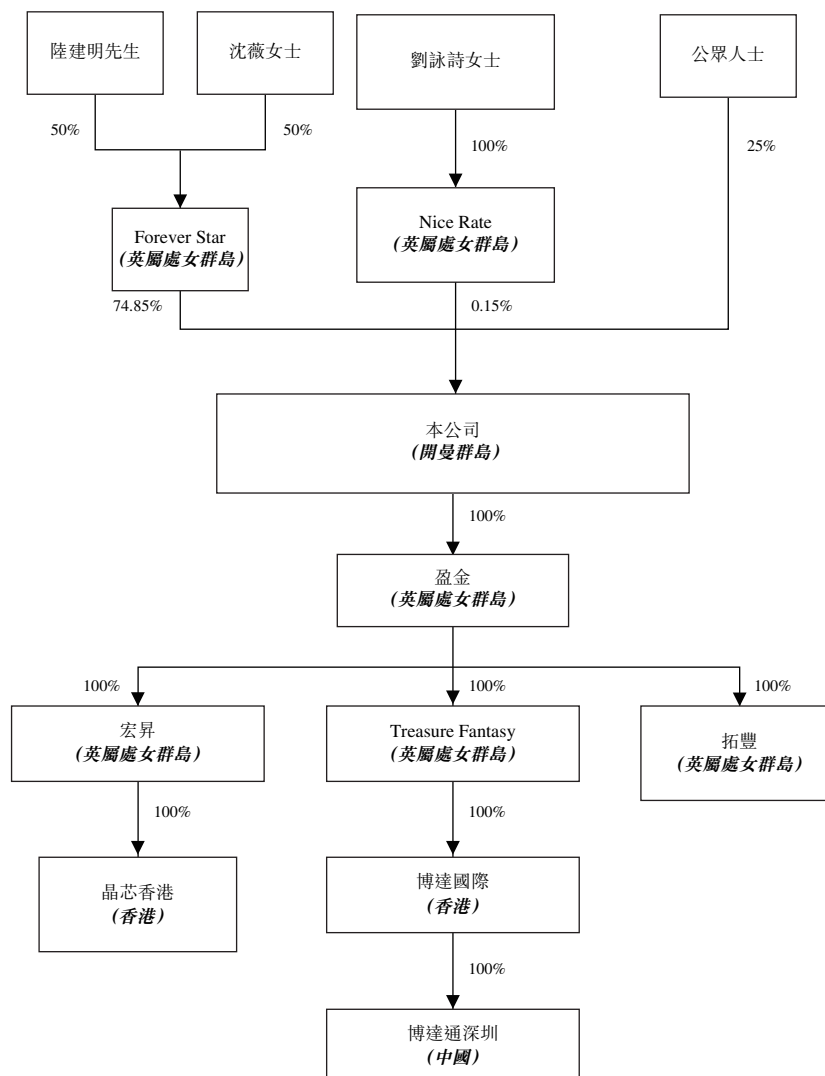 陸建明先生
沈薇女士
劉詠詩女士
公眾人士
50%
50%
100%
25%
Forever Star
(英屬處女群島)
Nice Rate
(英屬處女群島)
74.85%
0.15%
本公司
(開曼群島)
100%
盈金
(英屬處女群島)
100%
100%
100%
宏昇
(英屬處女群島)
Treasure Fantasy
(英屬處女群島)
拓豐
(英屬處女群島)
100%
100%
晶芯香港
(香港)
博達國際
(香港)
100%
博達通深圳
(中國)